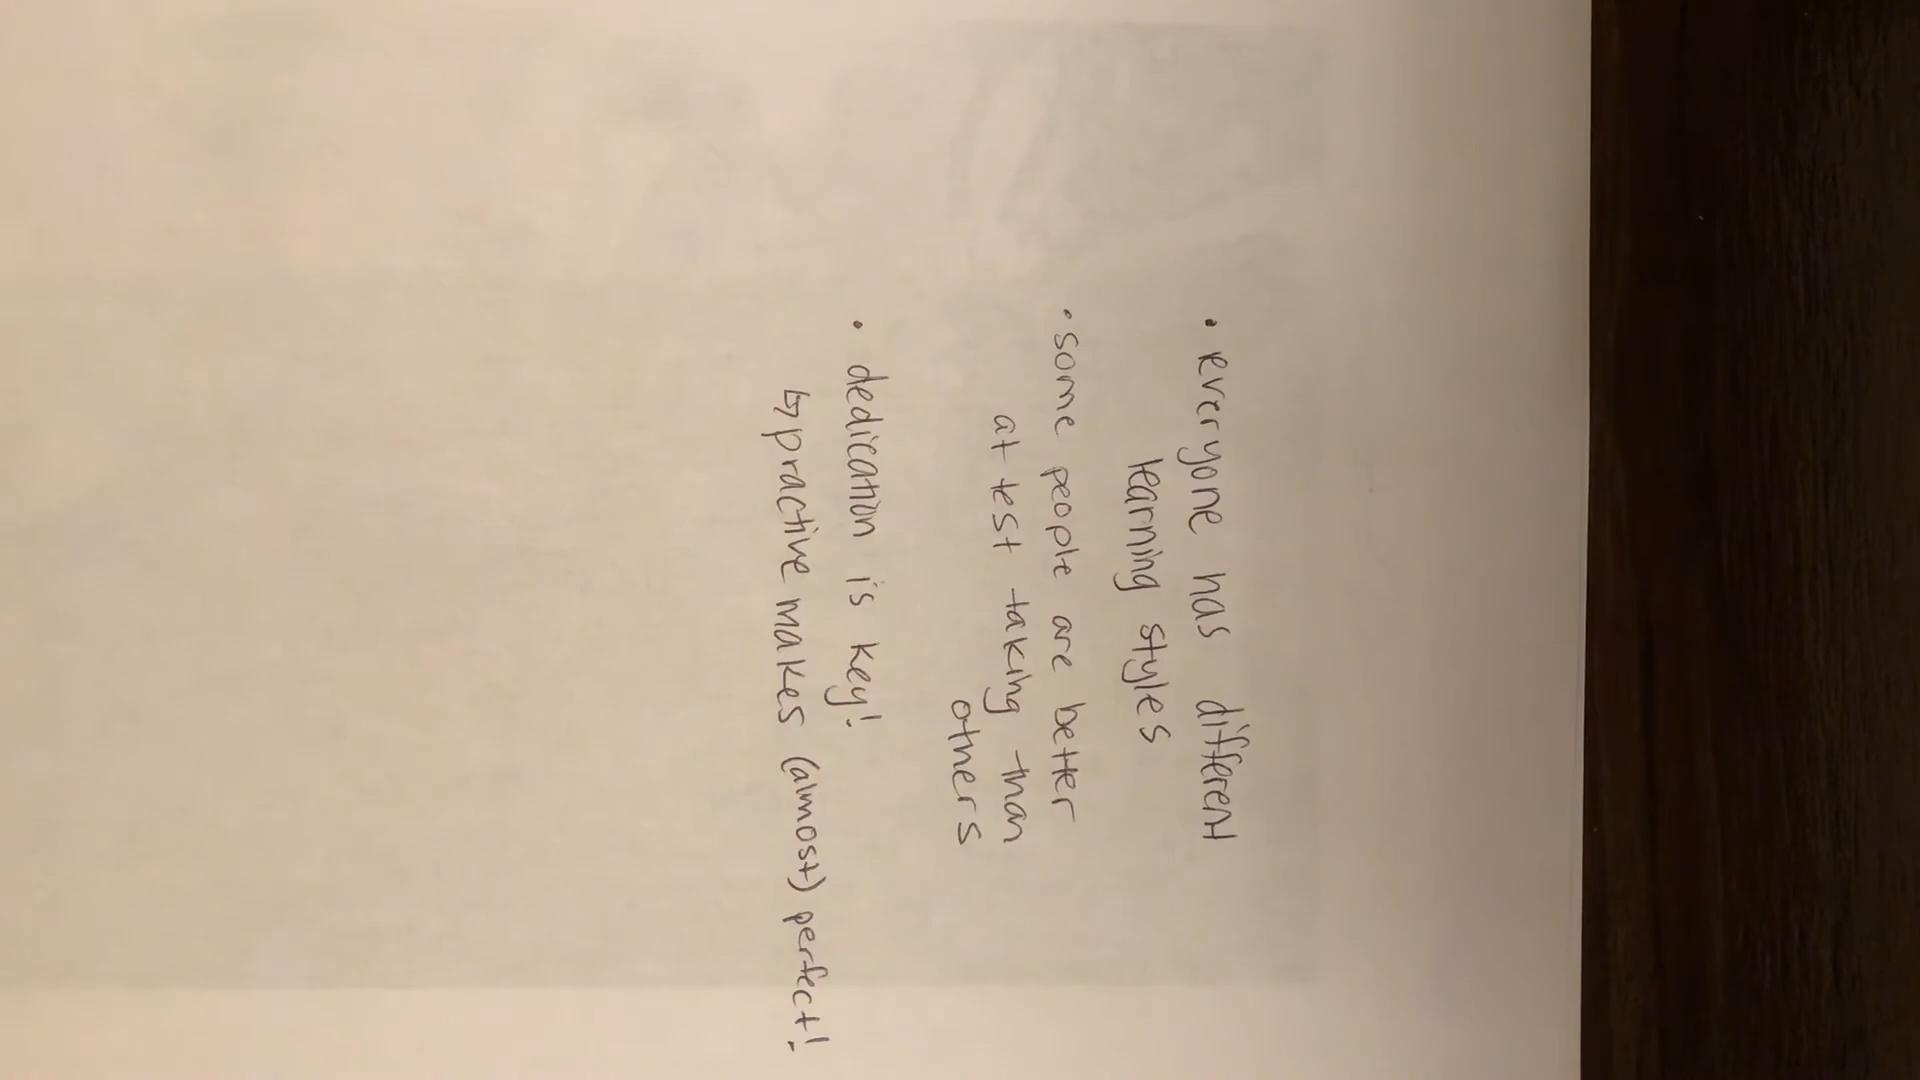 • everyone has different
learning styles
• some people are better
at test taking than
others
• dedication is key!
↳ practive makes (almost) perfect!